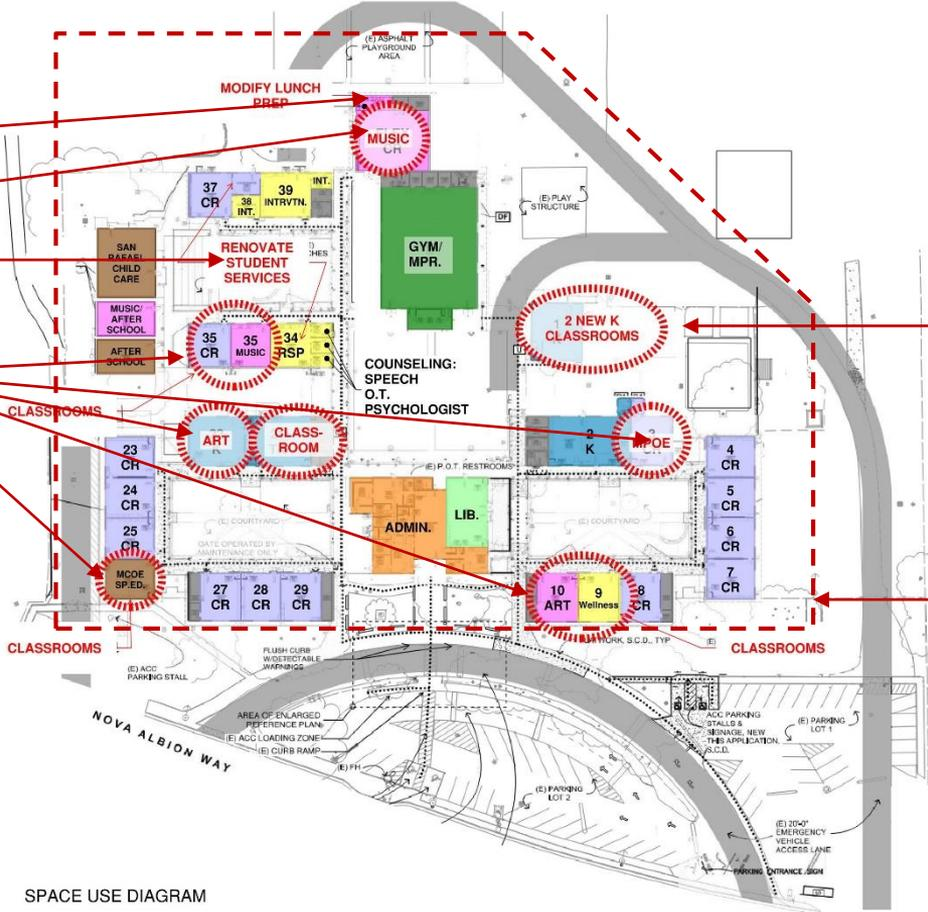 (E) ASPHALT
PLAYGROUND
AREA
MODIFY LUNCH
PREP
MUSIC
CR
37
CR
38
INT.
39
INTRVTN.
INT.
(E) PLAY
STRUCTURE
DF
SAN
RAFAEL
CHILD
CARE
RENOVATE
STUDENT
SERVICES
GYM/
MPR.
MUSIC/
AFTER
SCHOOL
AFTER
SCHOOL
35
CR
35
MUSIC
34
RSP
2 NEW K
CLASSROOMS
COUNSELING:
SPEECH
O.T.
PSYCHOLOGIST
CLASSROOMS
ART
CLASS-
ROOM
2
K
MPOE
23
CR
24
CR
25
CR
4
CR
5
CR
6
CR
7
CR
(E) P.O.T. RESTROOMS
ADMIN.
LIB.
(E) COURTYARD
GATE OPERATED BY
MAINTENANCE ONLY
(E) COURTYARD
MCOE
SP.ED.
27
CR
28
CR
29
CR
10
ART
9
Wellness
8
CR
CLASSROOMS
WORK, S.C.D., TYP
(E)
CLASSROOMS
(E) ACC
PARKING STALL
FLUSH CURB
W/DETECTABLE
WARNINGS
NOVA ALBION WAY
AREA OF ENLARGED
REFERENCE PLAN
(E) ACC LOADING ZONE
(E) CURB RAMP
(E) FH
ACC PARKING
STALLS &
SIGNAGE, NEW
THIS APPLICATION,
S.C.D.
(E) PARKING
LOT 1
(E) PARKING
LOT 2
(E) 20'-0"
EMERGENCY
VEHICLE
ACCESS LANE
PARKING ENTRANCE SIGN
SPACE USE DIAGRAM